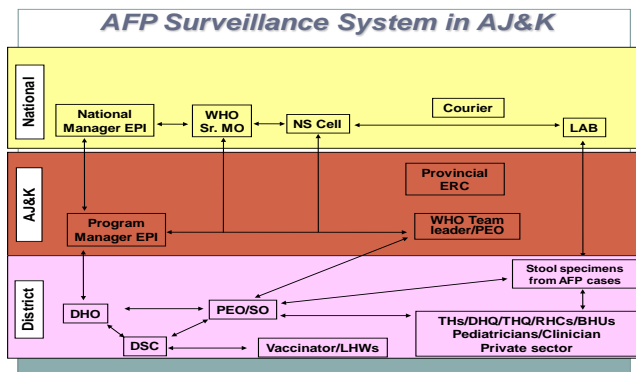 AFP Surveillance System in AJ&K
National
National
Manager EPI
WHO
Sr. MO
NS Cell
Courier
LAB
AJ&K
Provincial
ERC
Program
Manager EPI
WHO Team
leader/PEO
District
Stool specimens
from AFP cases
DHO
PEO/SO
THs/DHQ/THQ/RHCs/BHUs
Pediatricians/Clinician
Private sector
DSC
Vaccinator/LHWs